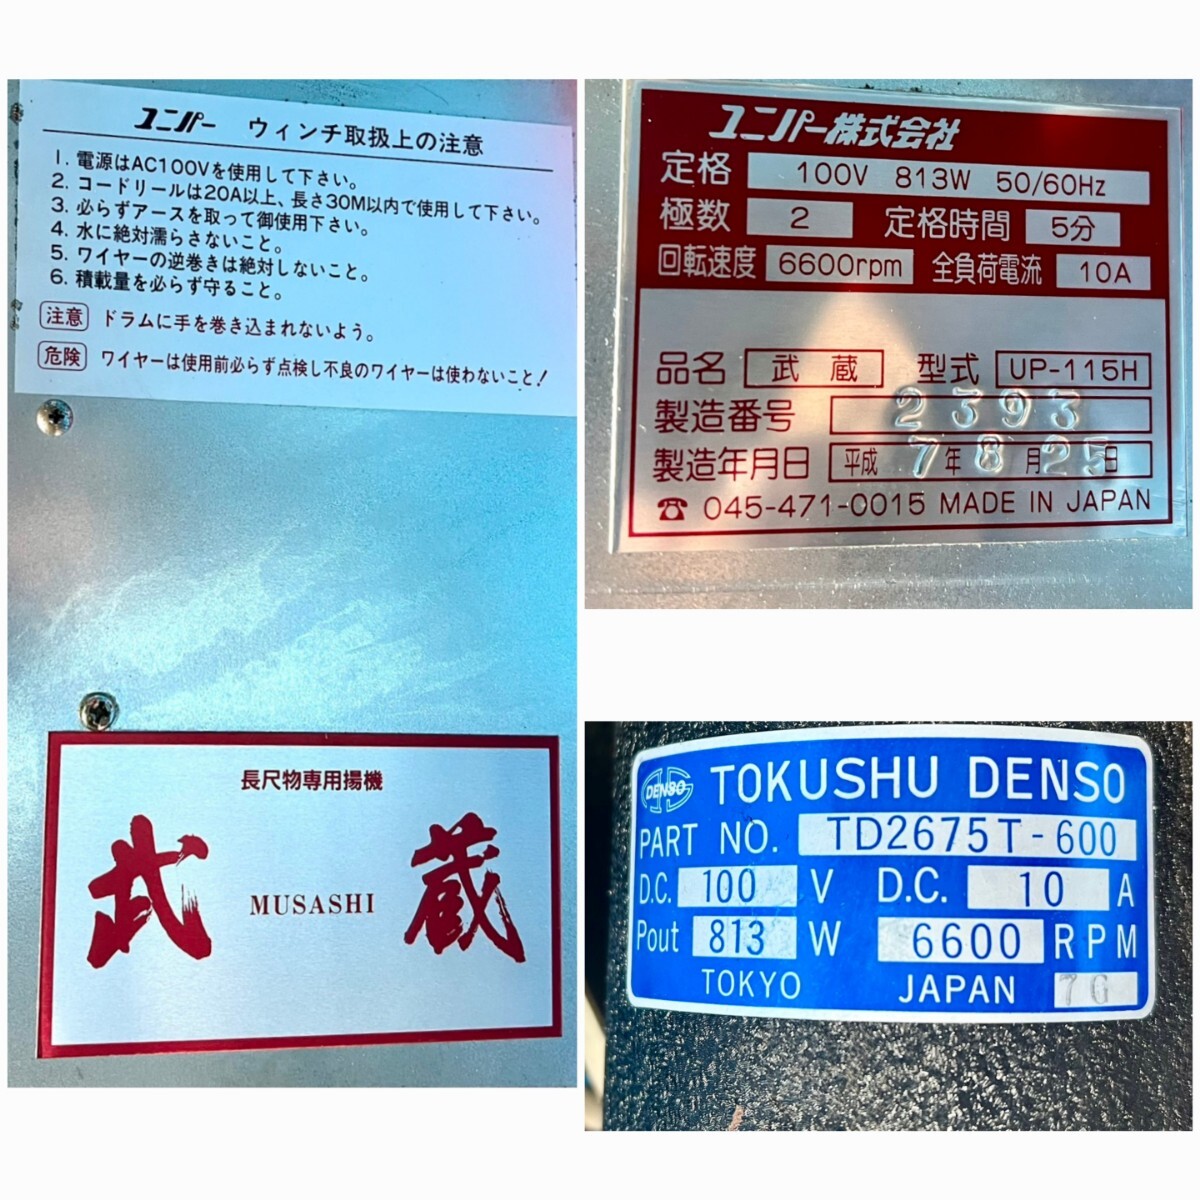 ユニパー ウィンチ取扱上の注意
1. 電源はAC100Vを使用して下さい。
2. コードリールは20A以上、長さ30M以内で使用して下さい。
3. 必らずアースを取って御使用下さい。
4. 水に絶対濡らさないこと。
5. ワイヤーの逆巻きは絶対しないこと。
6. 積載量を必らず守ること。
注意 ドラムに手を巻き込まれないよう。
危険 ワイヤーは使用前必らず点検し不良のワイヤーは使わないこと!
長尺物専用揚機
武 MUSASHI 蔵
ユニパー株式会社
定格 100V 813W 50/60Hz
極数 2 定格時間 5分
回転速度 6600rpm 全負荷電流 10A
品名 武蔵 型式 UP-115H
製造番号 2393
製造年月日 平成 7年 8月 25日
☎ 045-471-0015 MADE IN JAPAN
DENSO TOKUSHU DENSO
PART NO. TD2675T-600
D.C. 100 V D.C. 10 A
Pout 813 W 6600 RPM
TOKYO JAPAN 7G